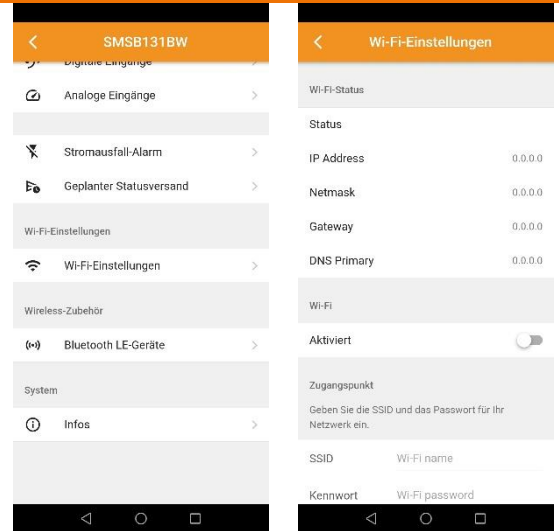 SMSB131BW
Digitale Eingänge
Analoge Eingänge
Stromausfall-Alarm
Geplanter Statusversand
Wi-Fi-Einstellungen
Wi-Fi-Einstellungen
Wireless-Zubehör
Bluetooth LE-Geräte
System
Infos
Wi-Fi-Einstellungen
Wi-Fi-Status
Status
IP Address 0.0.0.0
Netmask 0.0.0.0
Gateway 0.0.0.0
DNS Primary 0.0.0.0
Wi-Fi
Aktiviert
Zugangspunkt
Geben Sie die SSID und das Passwort für Ihr
Netzwerk ein.
SSID Wi-Fi name
Kennwort Wi-Fi password